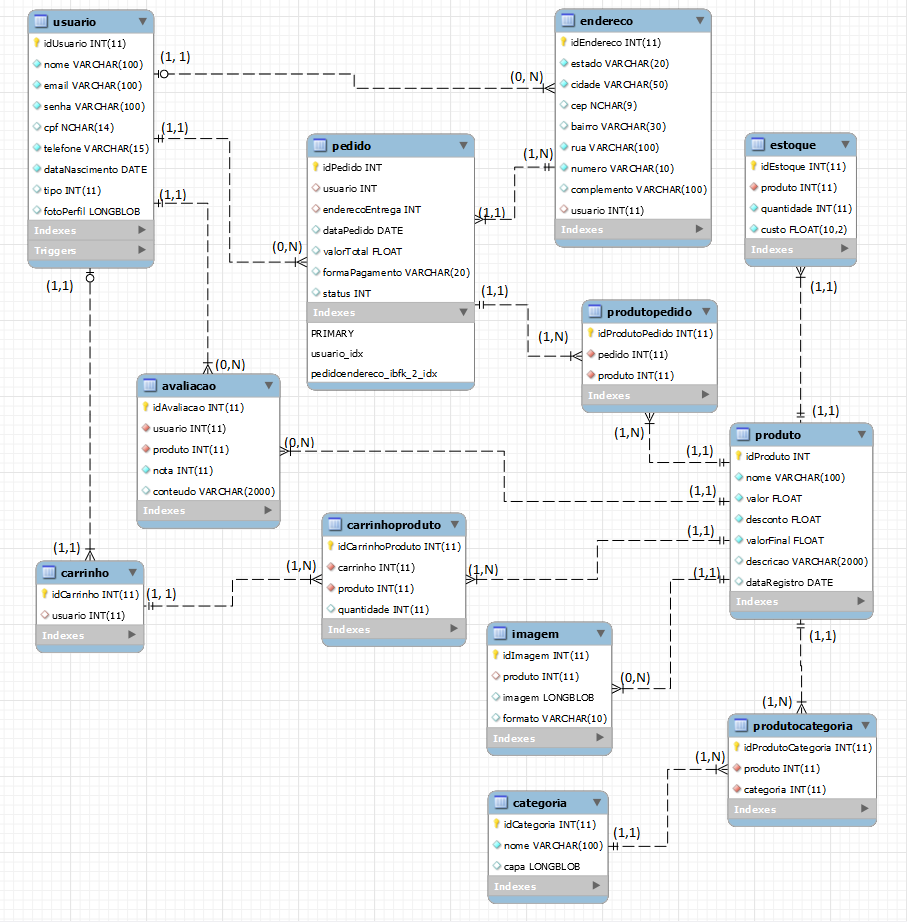 usuario
idUsuario INT(11)
nome VARCHAR(100)
email VARCHAR(100)
senha VARCHAR(100)
cpf NCHAR(14)
telefone VARCHAR(15)
dataNascimento DATE
tipo INT(11)
fotoPerfil LONGBLOB
Indexes
Triggers
(1, 1)
(0, N)
(1,1)
(0,N)
(1,1)
(0,N)
(1,1)
(1,1)
endereco
idEndereco INT(11)
estado VARCHAR(20)
cidade VARCHAR(50)
cep NCHAR(9)
bairro VARCHAR(30)
rua VARCHAR(100)
numero VARCHAR(10)
complemento VARCHAR(100)
usuario INT(11)
Indexes
(1,N)
(1,1)
pedido
idPedido INT
usuario INT
enderecoEntrega INT
dataPedido DATE
valorTotal FLOAT
formaPagamento VARCHAR(20)
status INT
Indexes
PRIMARY
usuario_idx
pedidoendereco_ibfk_2_idx
(1,1)
(1,N)
estoque
idEstoque INT(11)
produto INT(11)
quantidade INT(11)
custo FLOAT(10,2)
Indexes
(1,1)
(1,1)
produtopedido
idProdutoPedido INT(11)
pedido INT(11)
produto INT(11)
Indexes
(1,N)
(1,1)
avaliacao
idAvaliacao INT(11)
usuario INT(11)
produto INT(11)
nota INT(11)
conteudo VARCHAR(2000)
Indexes
(0,N)
(1,1)
produto
idProduto INT
nome VARCHAR(100)
valor FLOAT
desconto FLOAT
valorFinal FLOAT
descricao VARCHAR(2000)
dataRegistro DATE
Indexes
carrinhoproduto
idCarrinhoProduto INT(11)
carrinho INT(11)
produto INT(11)
quantidade INT(11)
Indexes
(1,N)
(1,N)
(1,1)
(1,1)
carrinho
idCarrinho INT(11)
usuario INT(11)
Indexes
(1, 1)
imagem
idImagem INT(11)
produto INT(11)
imagem LONGBLOB
formato VARCHAR(10)
Indexes
(0,N)
(1,1)
(1,N)
produtocategoria
idProdutoCategoria INT(11)
produto INT(11)
categoria INT(11)
Indexes
(1,N)
categoria
idCategoria INT(11)
nome VARCHAR(100)
capa LONGBLOB
Indexes
(1,1)